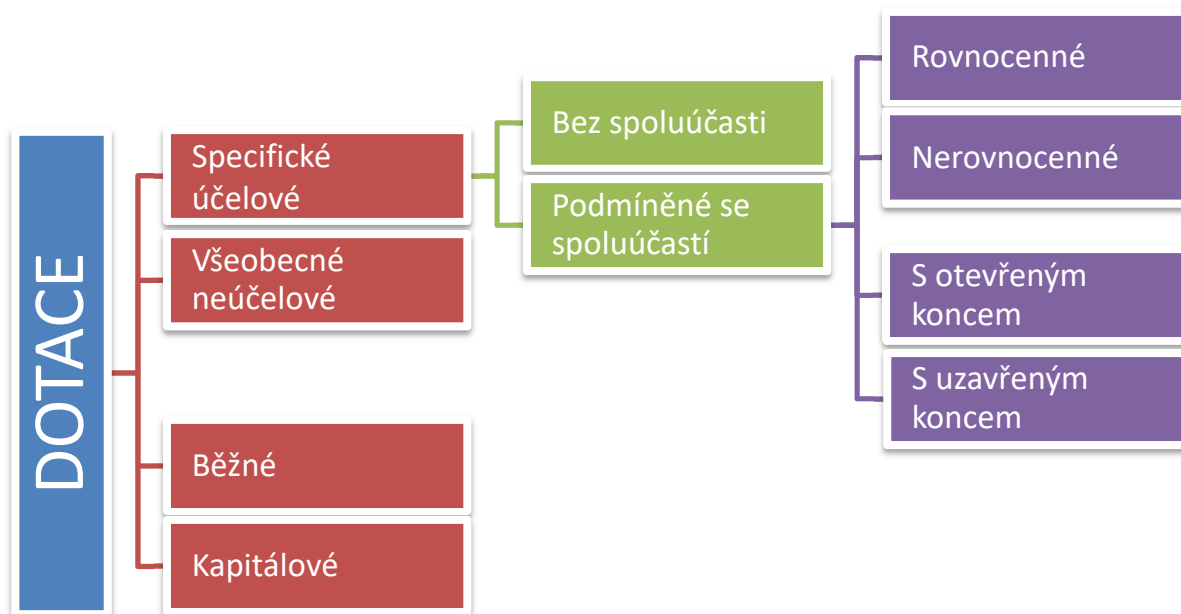 DOTACE
Specifické
účelové
Všeobecné
neúčelové
Běžné
Kapitálové
Bez spoluúčasti
Podmíněné se
spoluúčastí
Rovnocenné
Nerovnocenné
S otevřeným
koncem
S uzavřeným
koncem